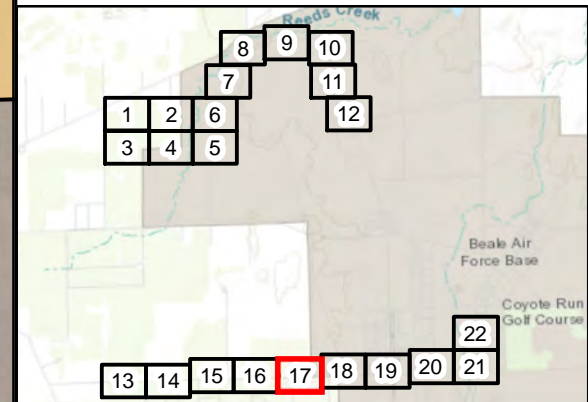 Reeds Creek
8 9 10
7 11
1 2 6 12
3 4 5
Beale Air
Force Base
Coyote Run
Golf Course
22
13 14 15 16 17 18 19 20 21